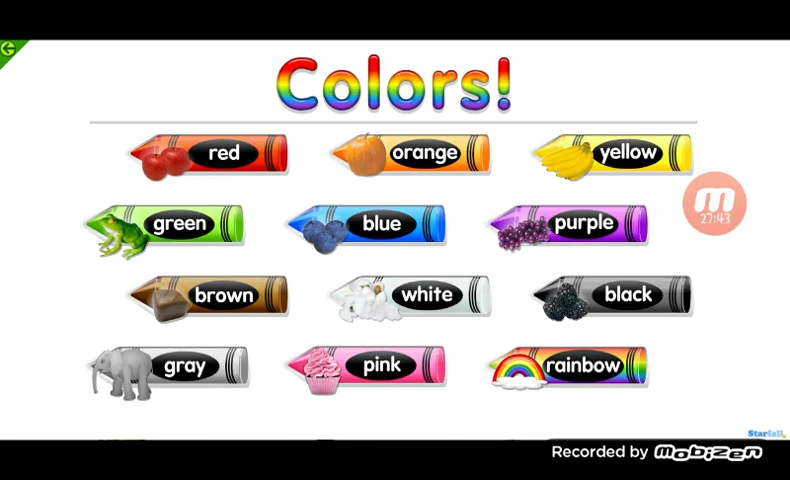 Colors!
red orange yellow
27:43
green blue purple
brown white black
gray pink rainbow
Starfall
Recorded by mobizen